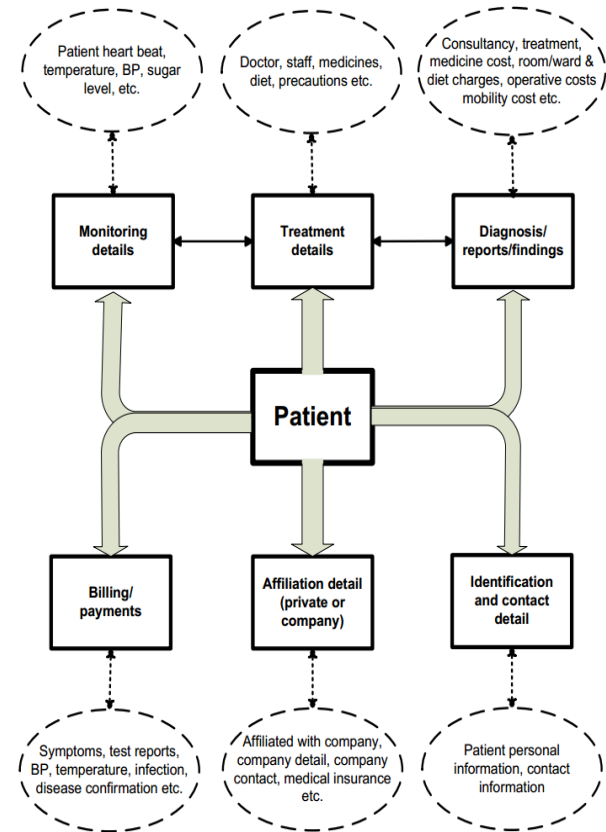 Patient heart beat,
temperature, BP, sugar
level, etc.
Doctor, staff, medicines,
diet, precautions etc.
Consultancy, treatment,
medicine cost, room/ward &
diet charges, operative costs
mobility cost etc.
Monitoring
details
Treatment
details
Diagnosis/
reports/findings
Patient
Billing/
payments
Affiliation detail
(private or
company)
Identification
and contact
detail
Symptoms, test reports,
BP, temperature, infection,
disease confirmation etc.
Affiliated with company,
company detail, company
contact, medical insurance
etc.
Patient personal
information, contact
information